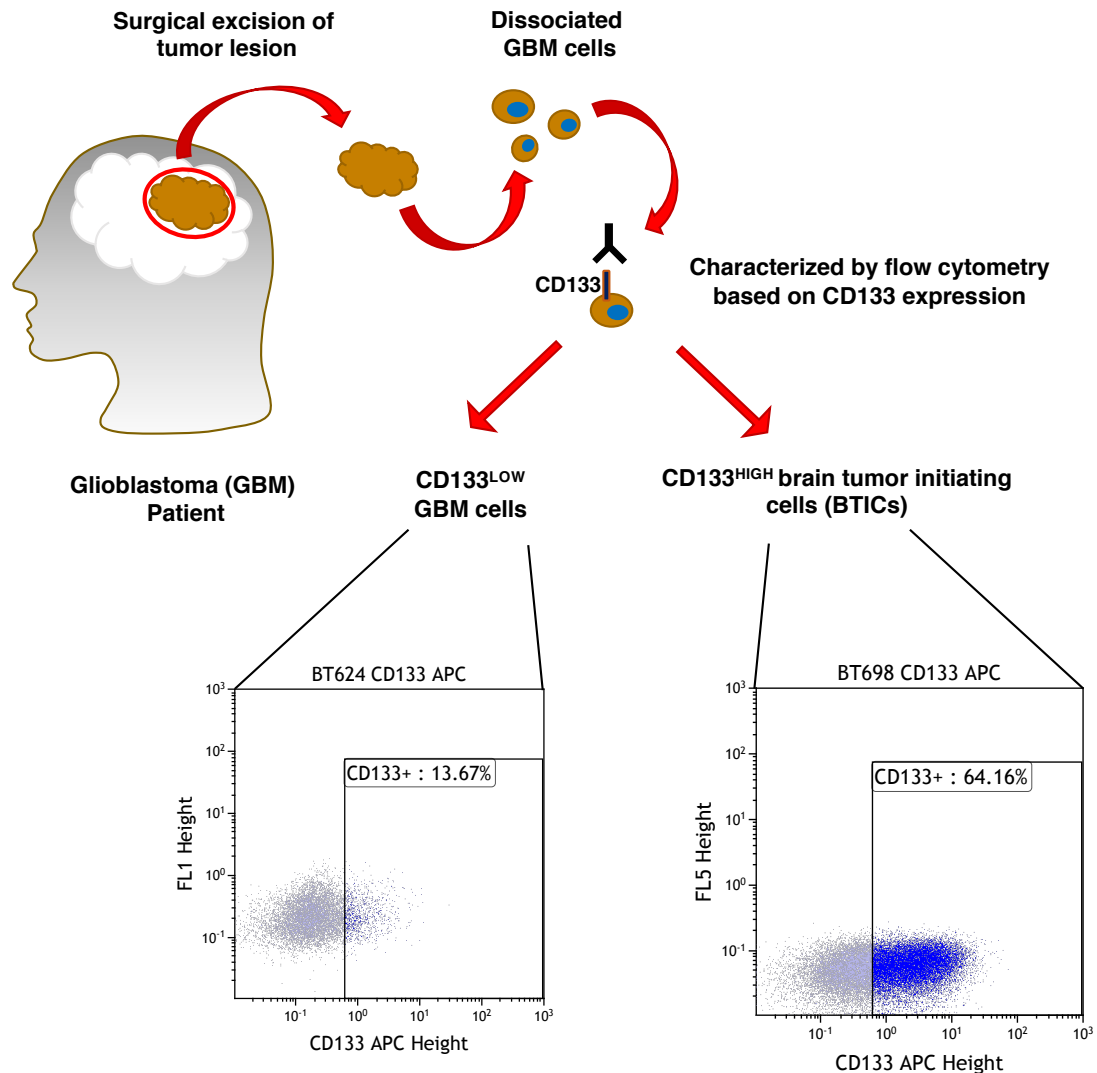 Surgical excision of
tumor lesion
Dissociated
GBM cells
CD133
Characterized by flow cytometry
based on CD133 expression
Glioblastoma (GBM)
Patient
CD133LOW
GBM cells
CD133HIGH brain tumor initiating
cells (BTICs)
BT624 CD133 APC
CD133+ : 13.67%
FL1 Height
10³
10²
10¹
10⁰
10⁻¹
10⁻¹ 10⁰ 10¹ 10² 10³
CD133 APC Height
BT698 CD133 APC
CD133+ : 64.16%
FL5 Height
10³
10²
10¹
10⁰
10⁻¹
10⁻¹ 10⁰ 10¹ 10² 10³
CD133 APC Height